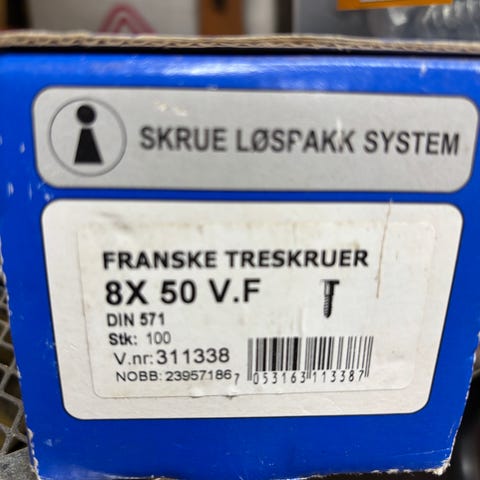 SKRUE LØSPAKK SYSTEM
FRANSKE TRESKRUER
8X 50 V.F
DIN 571
Stk: 100
V.nr: 311338
NOBB: 23957186
7 053163 113387